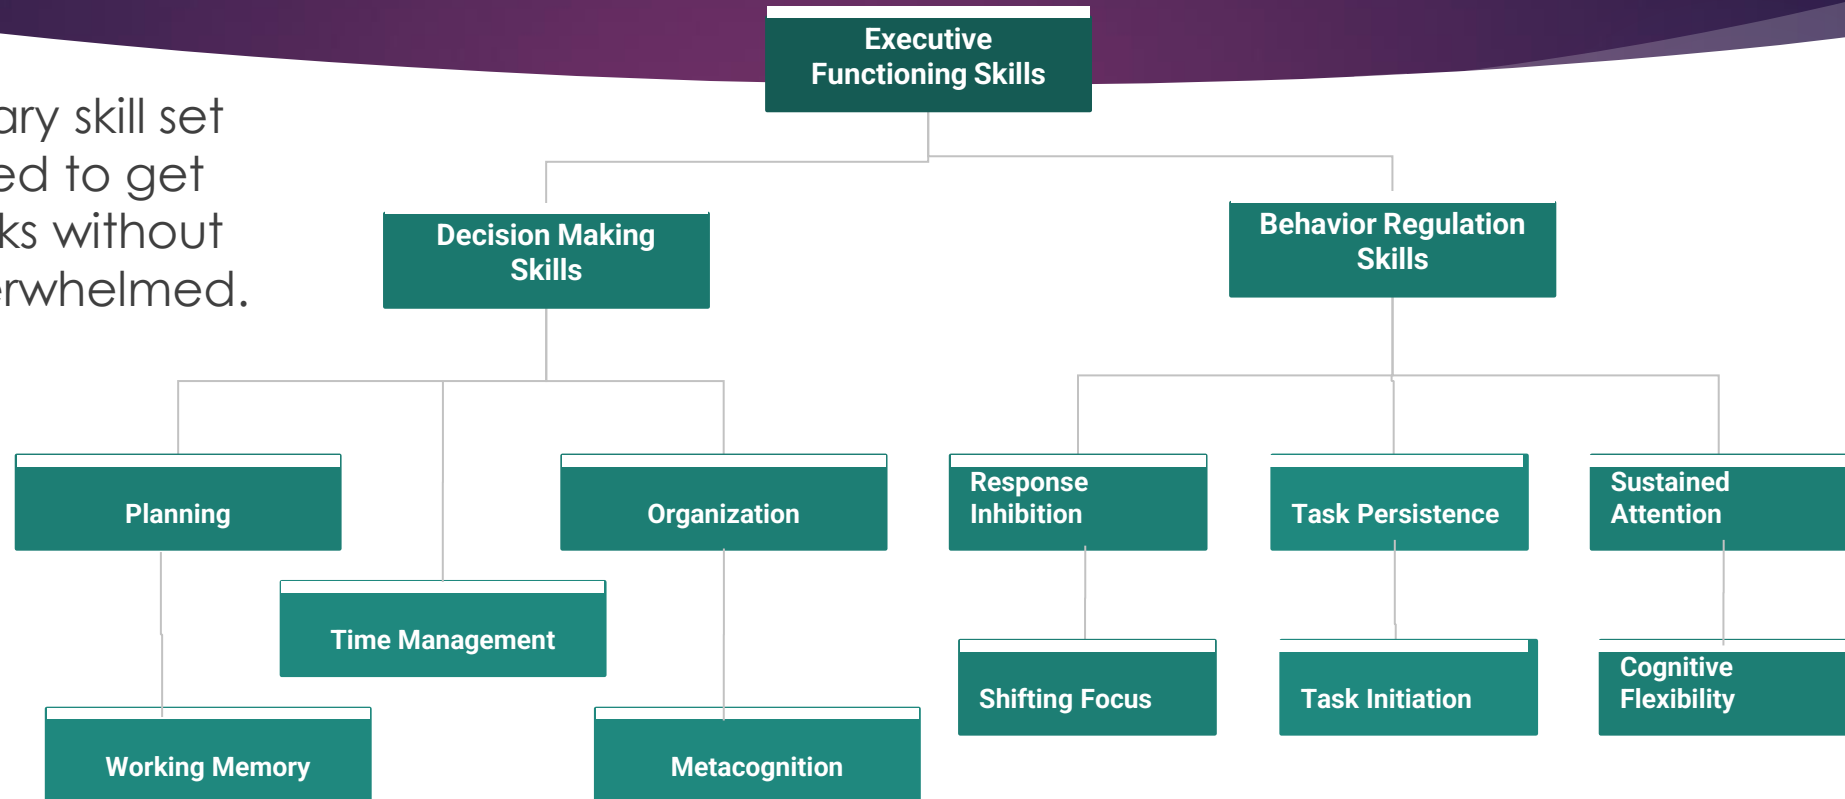 Executive
Functioning Skills
ary skill set
ed to get
ks without
erwhelmed.
Decision Making
Skills
Behavior Regulation
Skills
Planning
Organization
Response
Inhibition
Task Persistence
Sustained
Attention
Time Management
Shifting Focus
Task Initiation
Cognitive
Flexibility
Working Memory
Metacognition